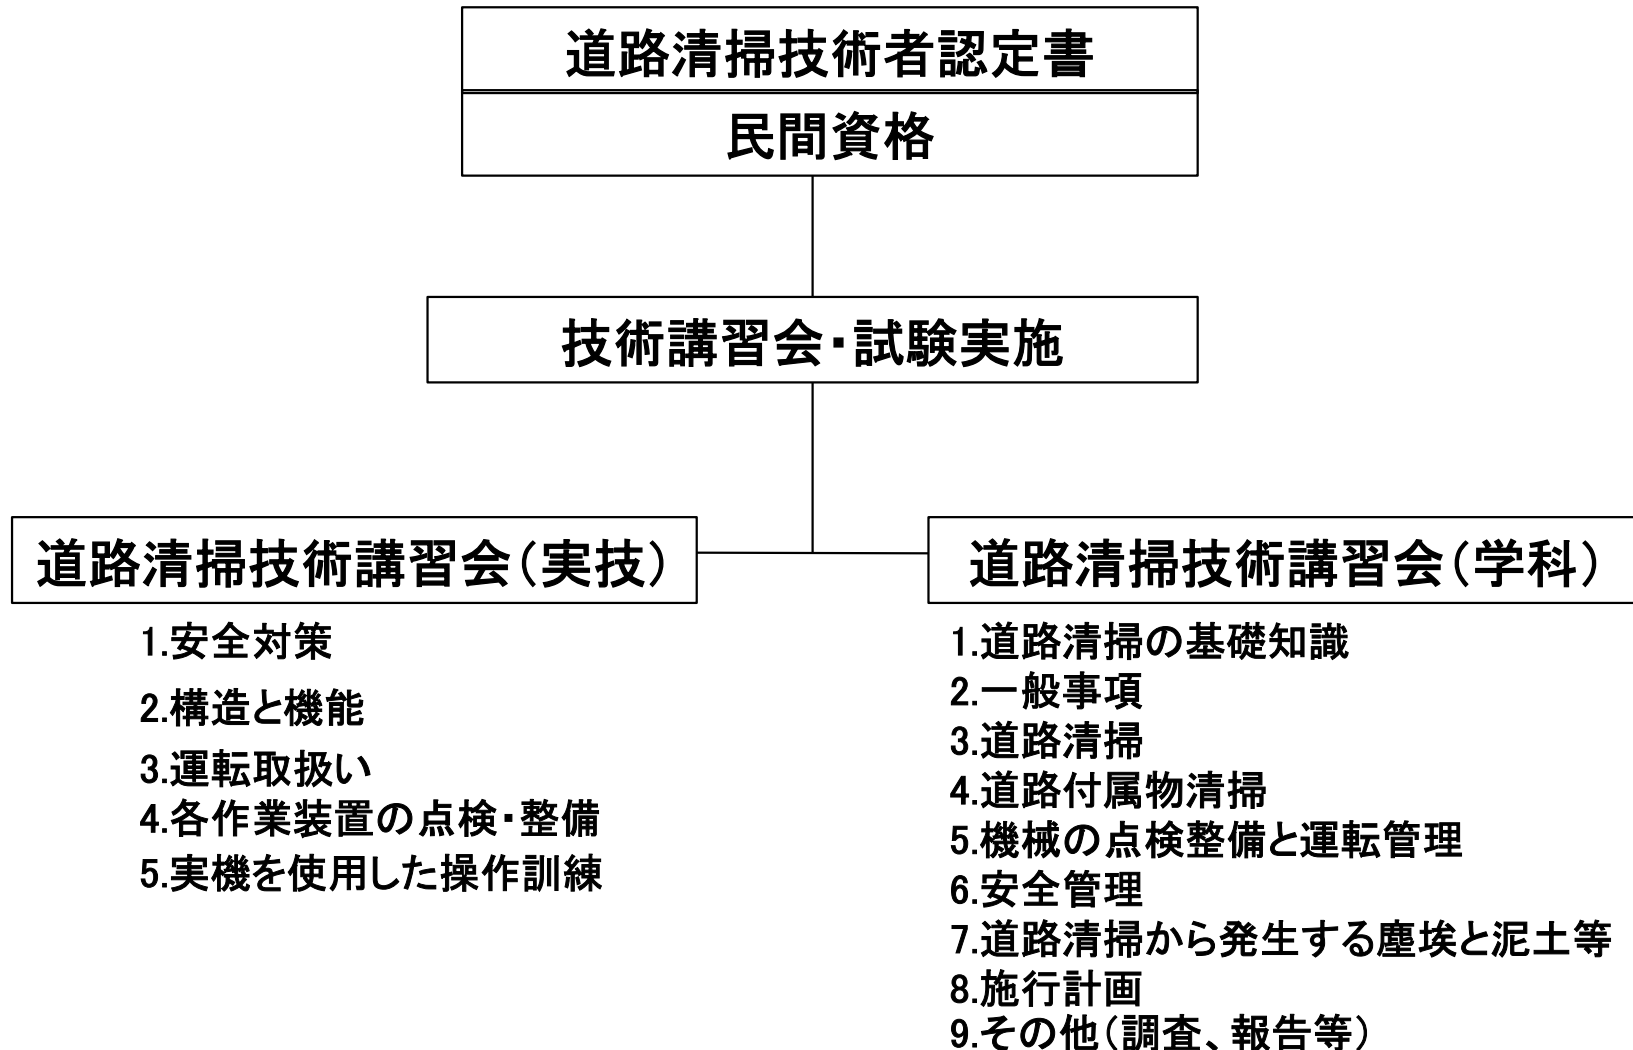 道路清掃技術者認定書
民間資格
技術講習会・試験実施
道路清掃技術講習会（実技）
1.安全対策
2.構造と機能
3.運転取扱い
4.各作業装置の点検・整備
5.実機を使用した操作訓練
道路清掃技術講習会（学科）
1.道路清掃の基礎知識
2.一般事項
3.道路清掃
4.道路付属物清掃
5.機械の点検整備と運転管理
6.安全管理
7.道路清掃から発生する塵埃と泥土等
8.施行計画
9.その他（調査、報告等）